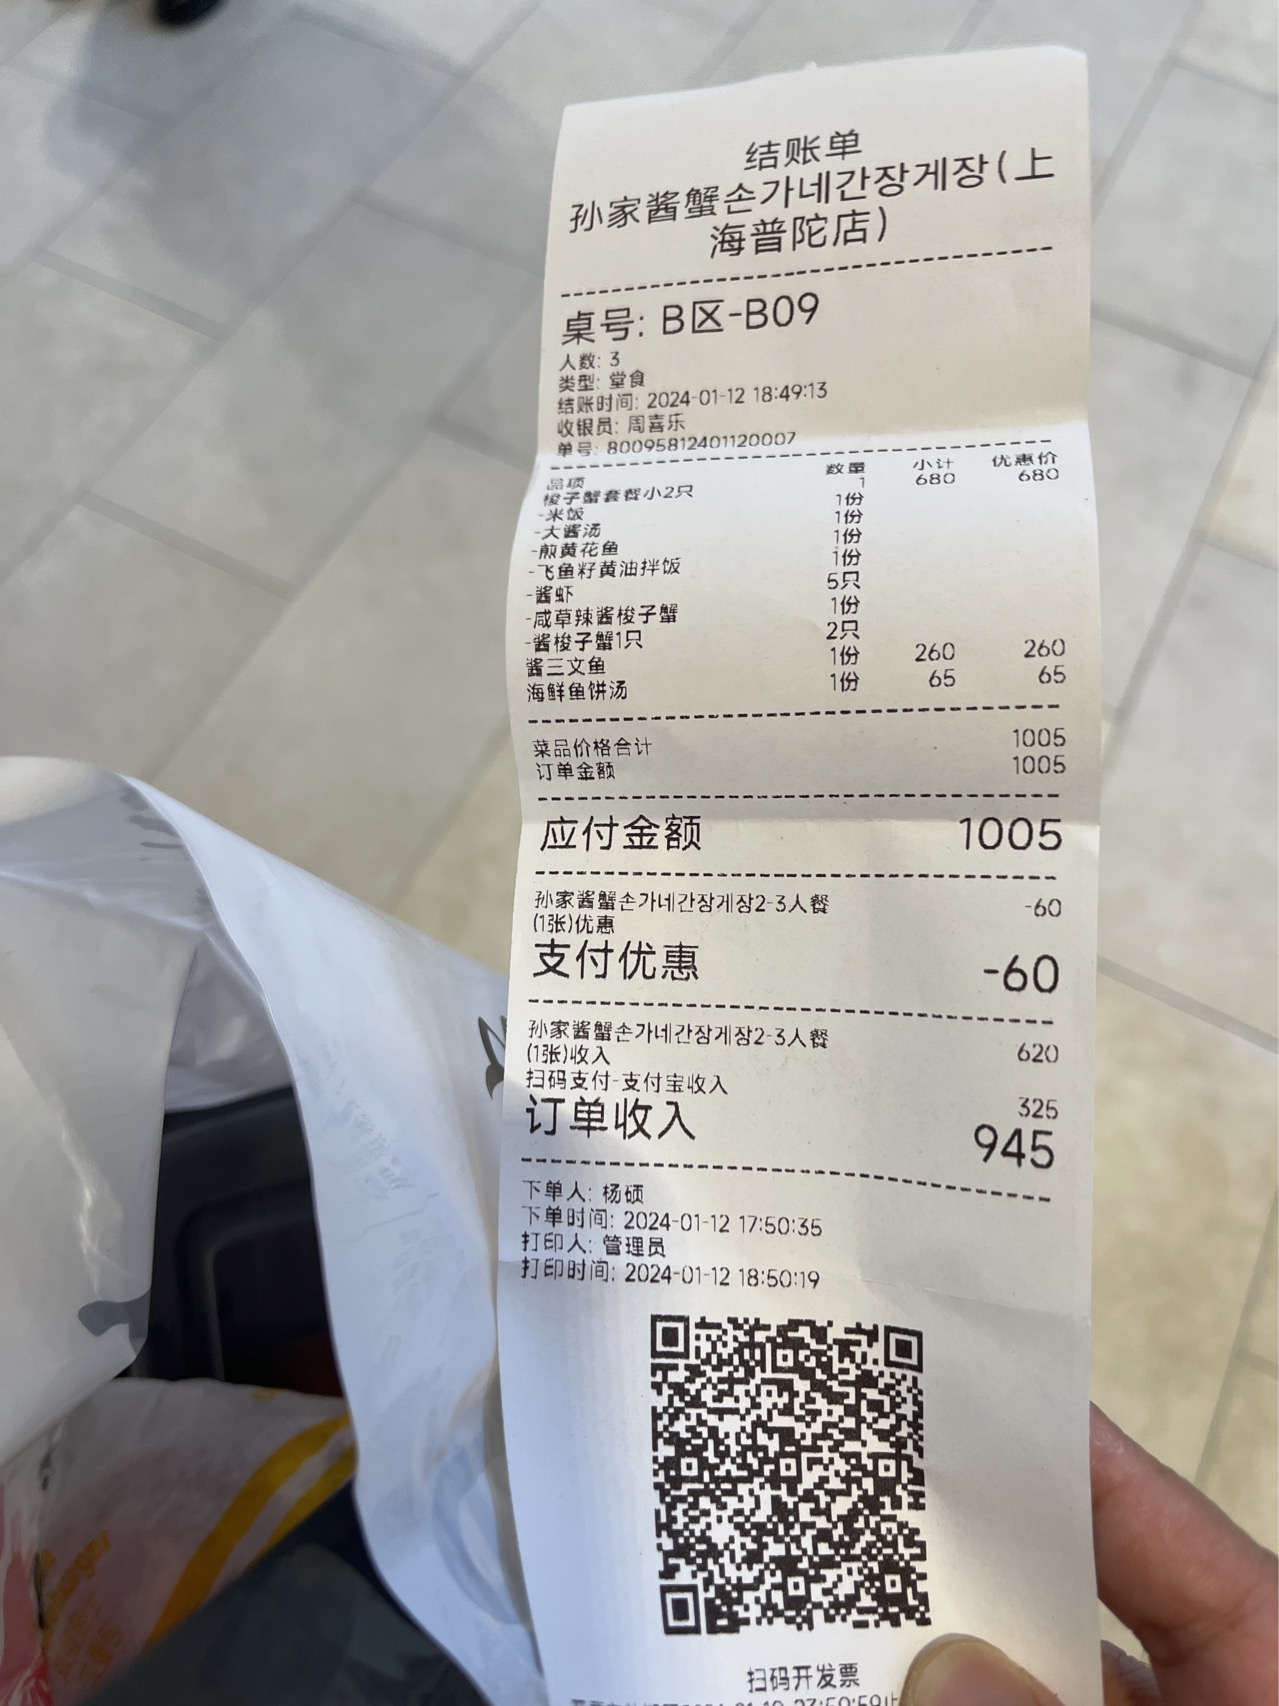 结账单
孙家酱蟹손가네간장게장(上
海普陀店)
桌号: B区-B09
人数: 3
类型: 堂食
结账时间: 2024-01-12 18:49:13
收银员: 周喜乐
单号: 80095812401120007
品项 数量 小计 优惠价
梭子蟹套餐小2只 1 680 680
-米饭 1份
-大酱汤 1份
-煎黄花鱼 1份
-飞鱼籽黄油拌饭 1份
-酱虾 5只
-咸草辣酱梭子蟹 1份
-酱梭子蟹1只 2只
酱三文鱼 1份 260 260
海鲜鱼饼汤 1份 65 65
菜品价格合计 1005
订单金额 1005
应付金额 1005
孙家酱蟹손가네간장게장2-3人餐 -60
(1张)优惠
支付优惠 -60
孙家酱蟹손가네간장게장2-3人餐 620
(1张)收入
扫码支付-支付宝收入 325
订单收入 945
下单人: 杨硕
下单时间: 2024-01-12 17:50:35
打印人: 管理员
打印时间: 2024-01-12 18:50:19
扫码开发票